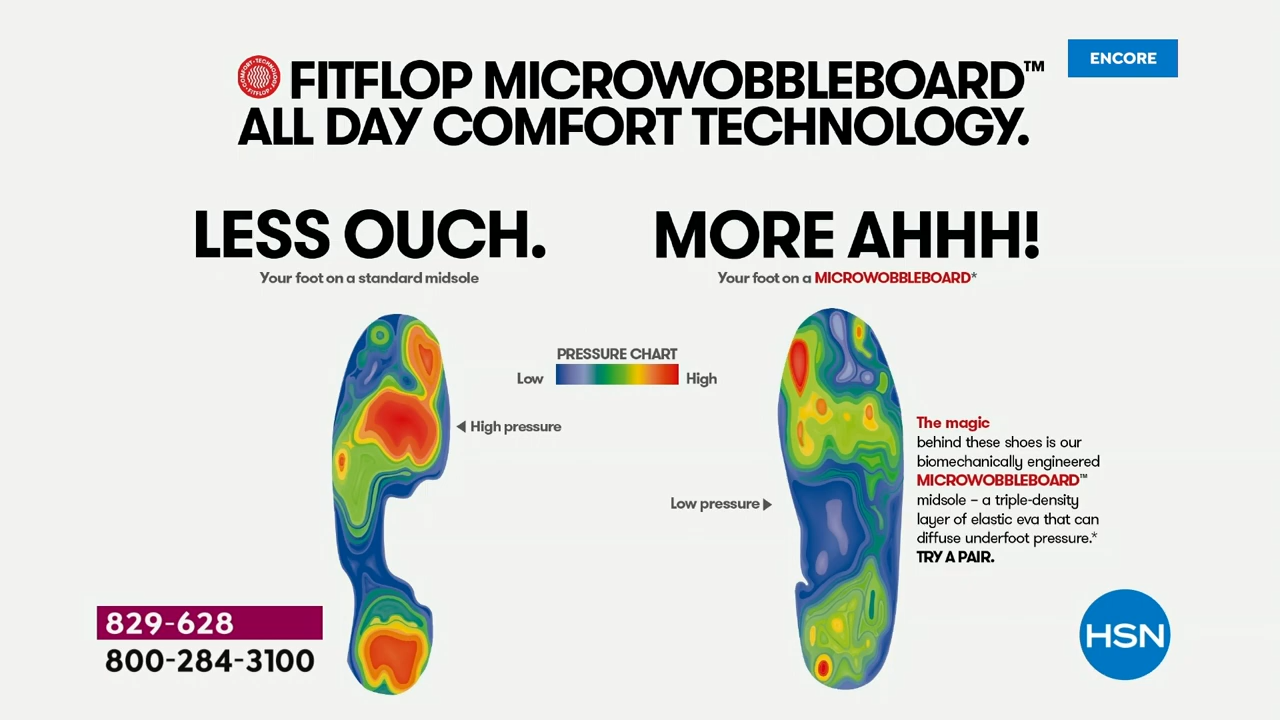 FITFLOP MICROWOBBLEBOARD™
ALL DAY COMFORT TECHNOLOGY.
ENCORE
LESS OUCH.
Your foot on a standard midsole
MORE AHHH!
Your foot on a MICROWOBBLEBOARD*
PRESSURE CHART
Low
High
High pressure
Low pressure
The magic
behind these shoes is our
biomechanically engineered
MICROWOBBLEBOARD™
midsole – a triple-density
layer of elastic eva that can
diffuse underfoot pressure.*
TRY A PAIR.
829-628
800-284-3100
HSN